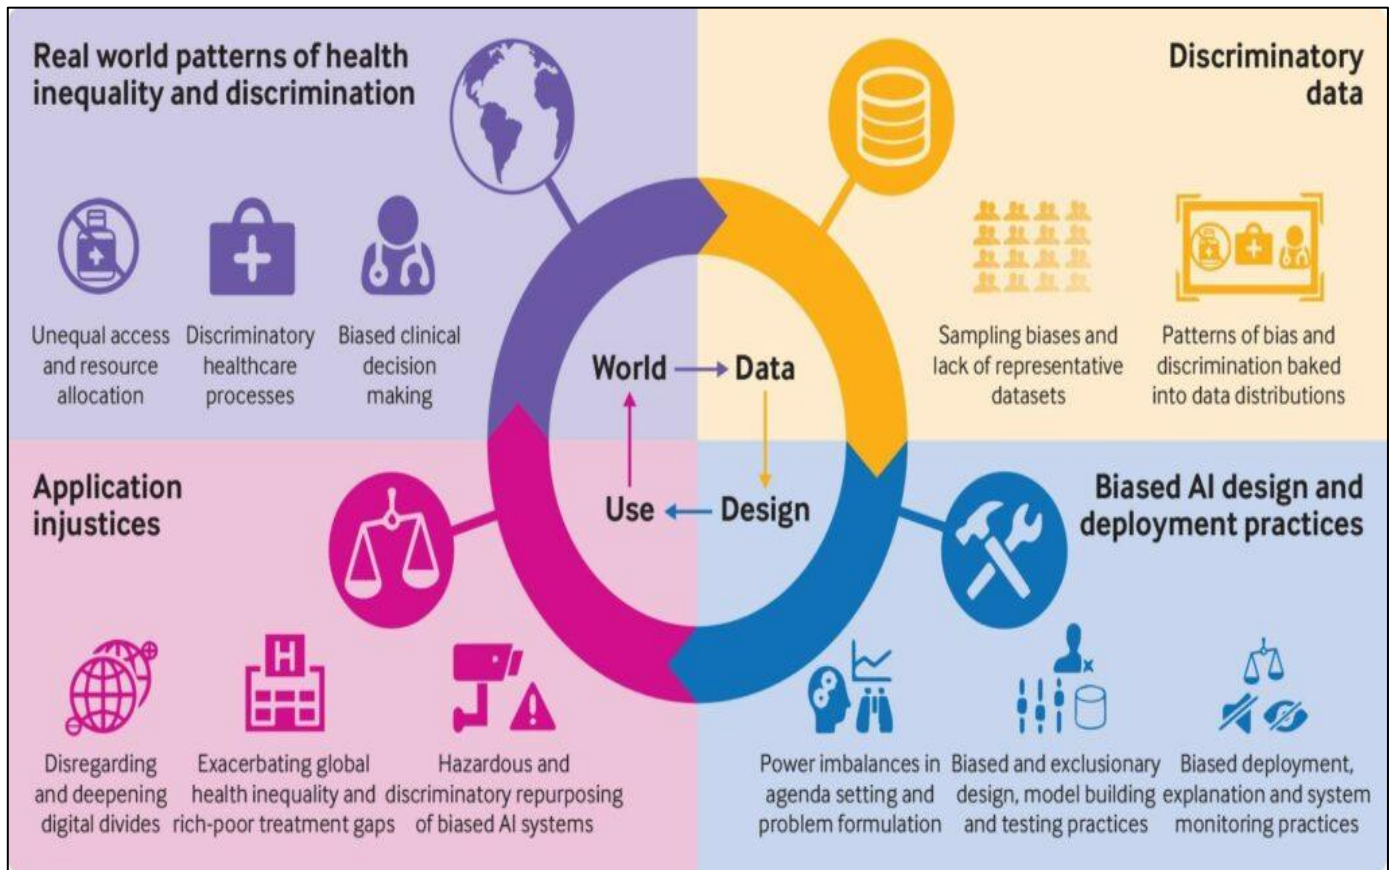 Real world patterns of health
inequality and discrimination
Unequal access
and resource
allocation
Discriminatory
healthcare
processes
Biased clinical
decision
making
Discriminatory
data
Sampling biases and
lack of representative
datasets
Patterns of bias and
discrimination baked
into data distributions
World
Data
Use
Design
Application
injustices
Disregarding
and deepening
digital divides
H
Exacerbating global
health inequality and
rich-poor treatment gaps
Hazardous and
discriminatory repurposing
of biased AI systems
Biased AI design and
deployment practices
Power imbalances in
agenda setting and
problem formulation
Biased and exclusionary
design, model building
and testing practices
Biased deployment,
explanation and system
monitoring practices